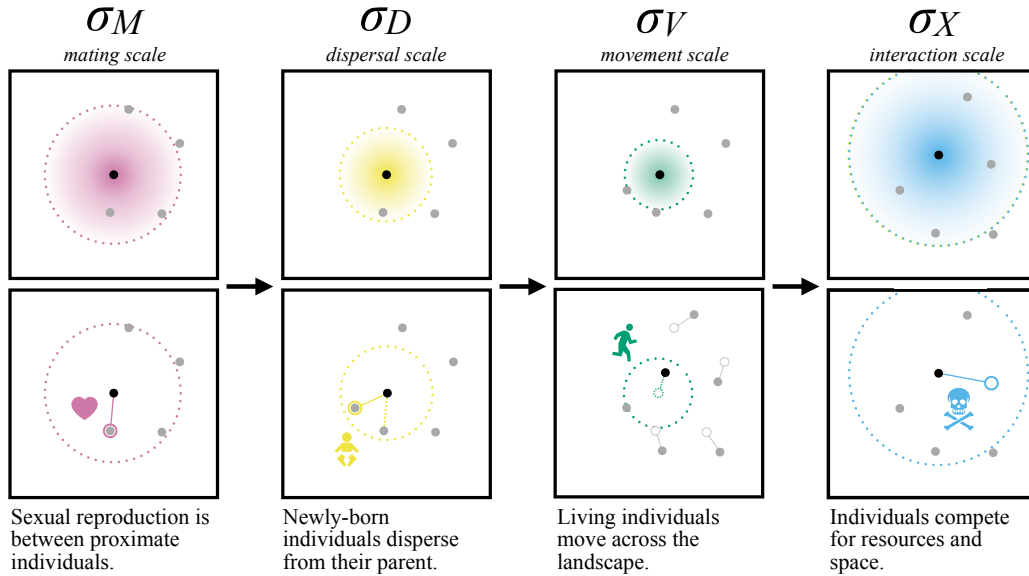 σM
mating scale
Sexual reproduction is
between proximate
individuals.
σD
dispersal scale
Newly-born
individuals disperse
from their parent.
σV
movement scale
Living individuals
move across the
landscape.
σX
interaction scale
Individuals compete
for resources and
space.